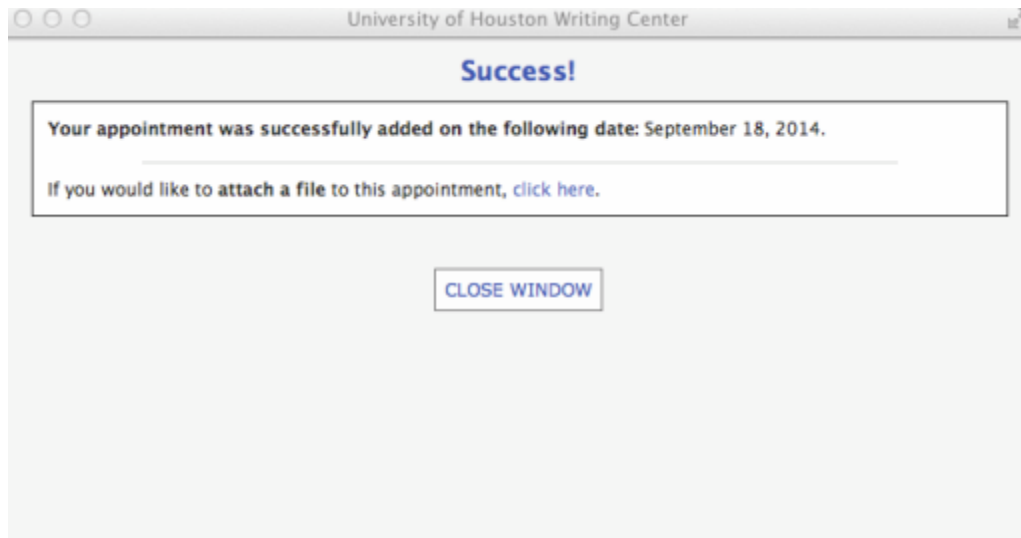 University of Houston Writing Center
Success!
Your appointment was successfully added on the following date: September 18, 2014.
If you would like to attach a file to this appointment, click here.
CLOSE WINDOW